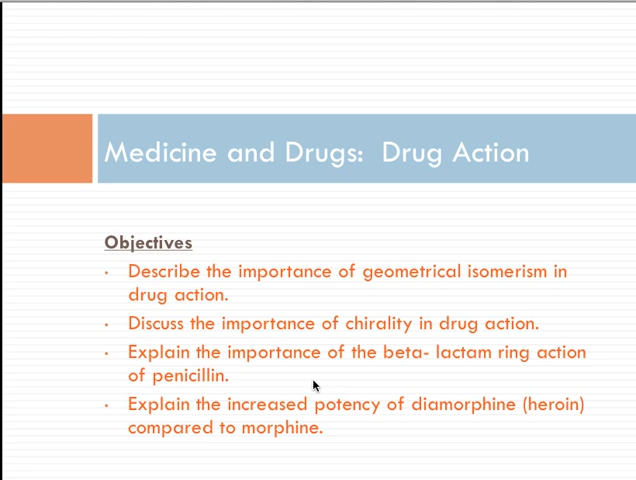 Medicine and Drugs:  Drug Action
Objectives
• Describe the importance of geometrical isomerism in
drug action.
• Discuss the importance of chirality in drug action.
• Explain the importance of the beta- lactam ring action
of penicillin.
• Explain the increased potency of diamorphine (heroin)
compared to morphine.